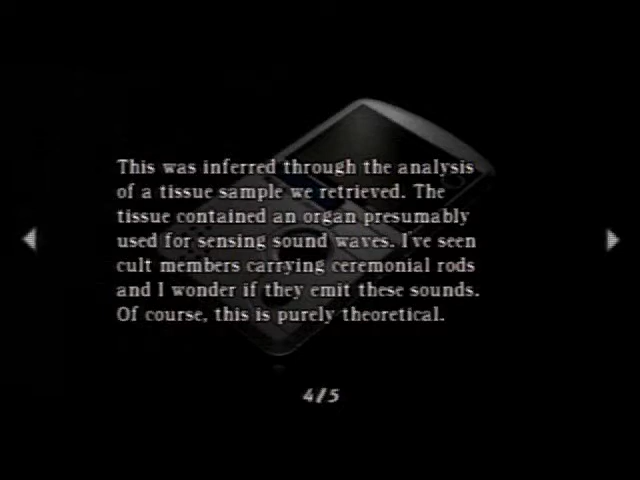 This was inferred through the analysis
of a tissue sample we retrieved. The
tissue contained an organ presumably
used for sensing sound waves. I've seen
cult members carrying ceremonial rods
and I wonder if they emit these sounds.
Of course, this is purely theoretical.
4/5